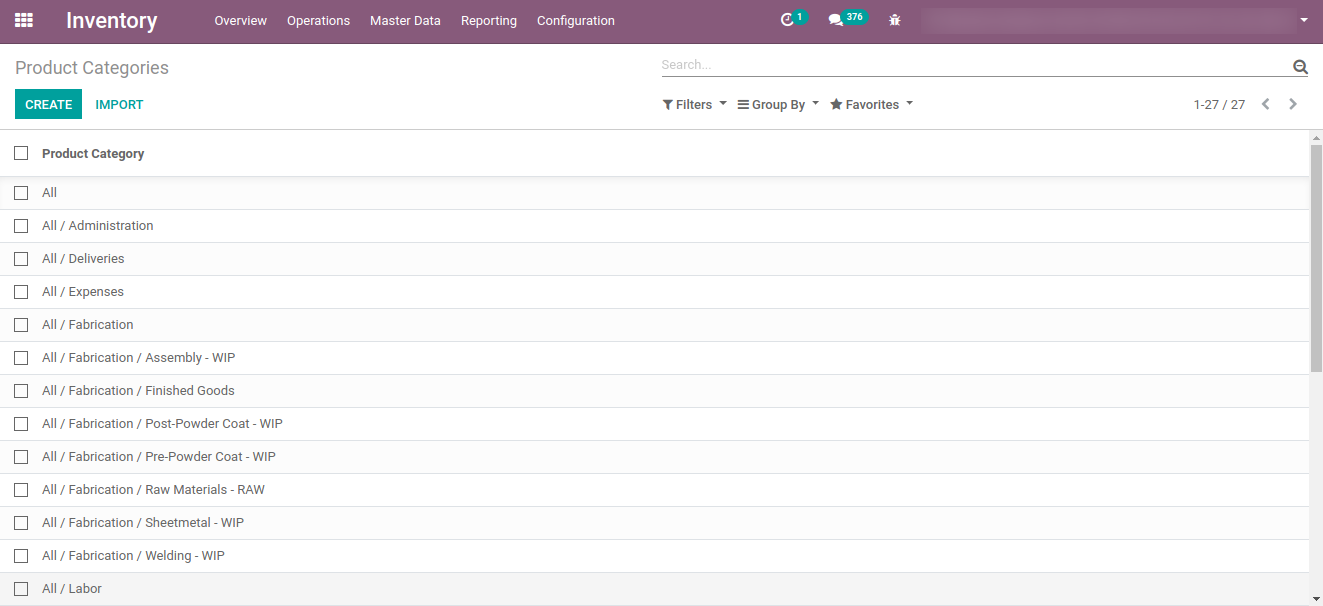 Inventory Overview Operations Master Data Reporting Configuration 1 376
Product Categories Search...
CREATE IMPORT Filters Group By Favorites 1-27 / 27
Product Category
All
All / Administration
All / Deliveries
All / Expenses
All / Fabrication
All / Fabrication / Assembly - WIP
All / Fabrication / Finished Goods
All / Fabrication / Post-Powder Coat - WIP
All / Fabrication / Pre-Powder Coat - WIP
All / Fabrication / Raw Materials - RAW
All / Fabrication / Sheetmetal - WIP
All / Fabrication / Welding - WIP
All / Labor